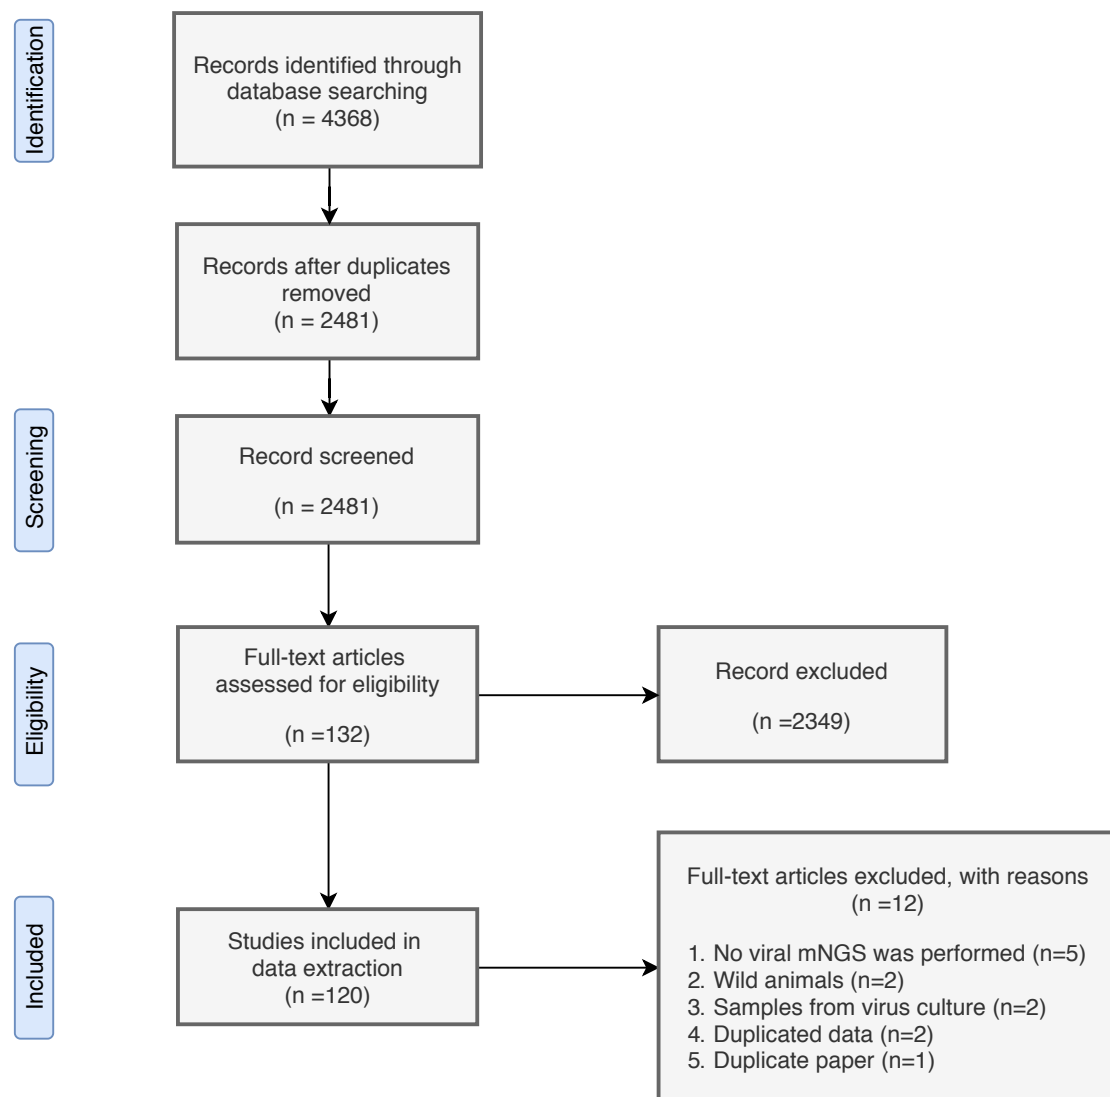 Identification
Records identified through
database searching
(n = 4368)
Records after duplicates
removed
(n = 2481)
Screening
Record screened
(n = 2481)
Eligibility
Full-text articles
assessed for eligibility
(n =132)
Record excluded
(n =2349)
Included
Studies included in
data extraction
(n =120)
Full-text articles excluded, with reasons
(n =12)
1. No viral mNGS was performed (n=5)
2. Wild animals (n=2)
3. Samples from virus culture (n=2)
4. Duplicated data (n=2)
5. Duplicate paper (n=1)